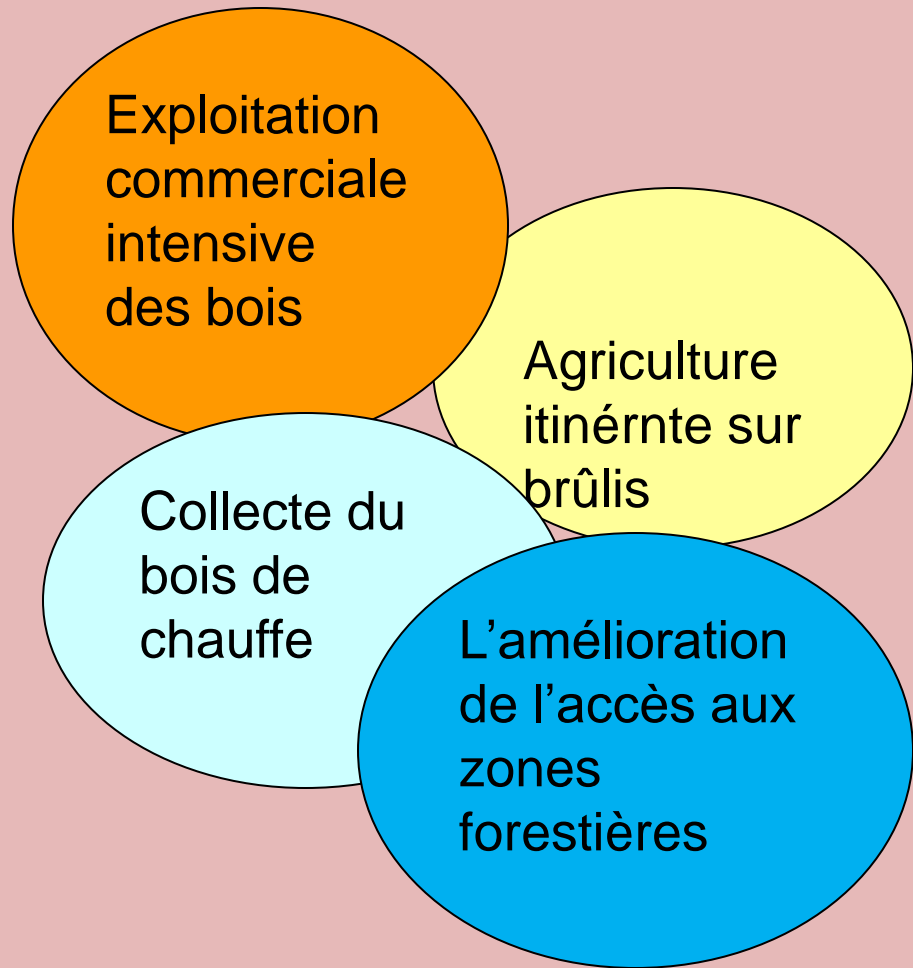 Exploitation
commerciale
intensive
des bois
Agriculture
itinérnte sur
brûlis
Collecte du
bois de
chauffe
L’amélioration
de l’accès aux
zones
forestières